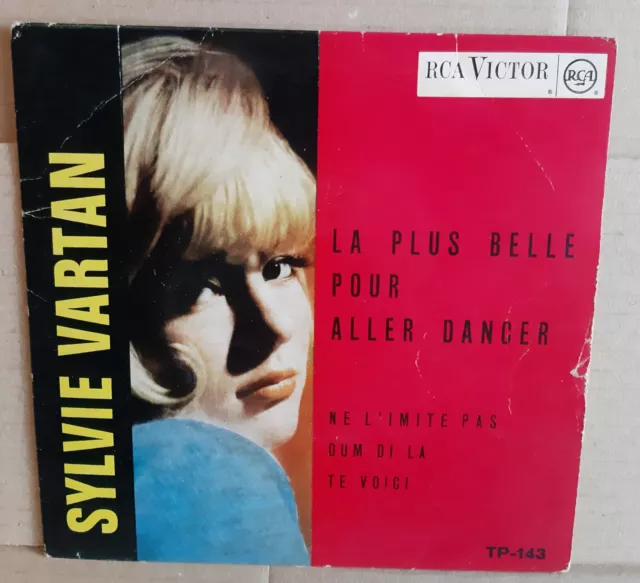 SYLVIE VARTAN
RCA VICTOR
RCA
LA PLUS BELLE
POUR
ALLER DANCER
NE L'IMITE PAS
DUM DI LA
TE VOICI
TP-143